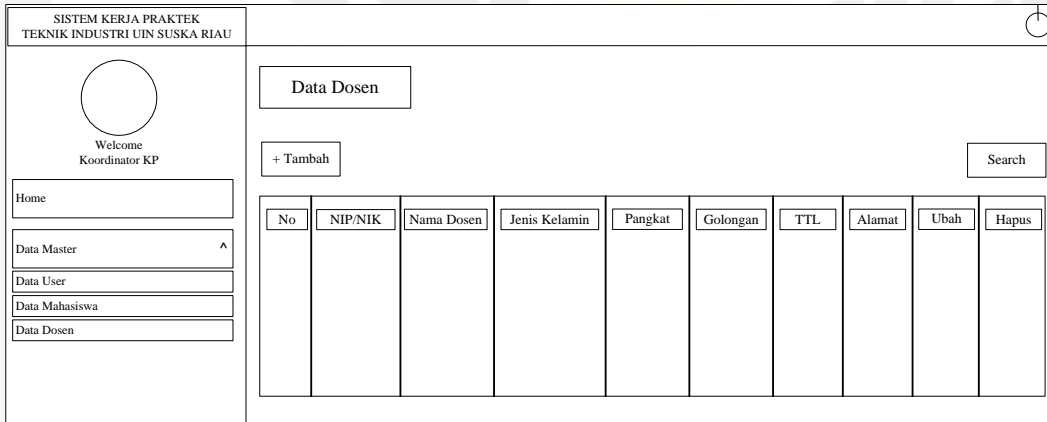 SISTEM KERJA PRAKTEK
TEKNIK INDUSTRI UIN SUSKA RIAU
Welcome
Koordinator KP
Home
Data Master ^
Data User
Data Mahasiswa
Data Dosen
Data Dosen
+ Tambah
Search
No NIP/NIK Nama Dosen Jenis Kelamin Pangkat Golongan TTL Alamat Ubah Hapus